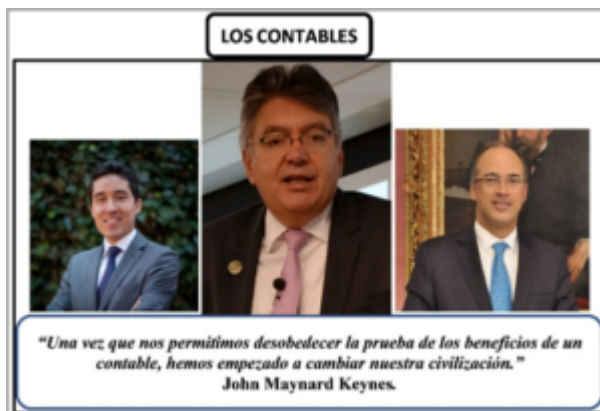 LOS CONTABLES
“Una vez que nos permitimos desobedecer la prueba de los beneficios de un
contable, hemos empezado a cambiar nuestra civilización.”
John Maynard Keynes.